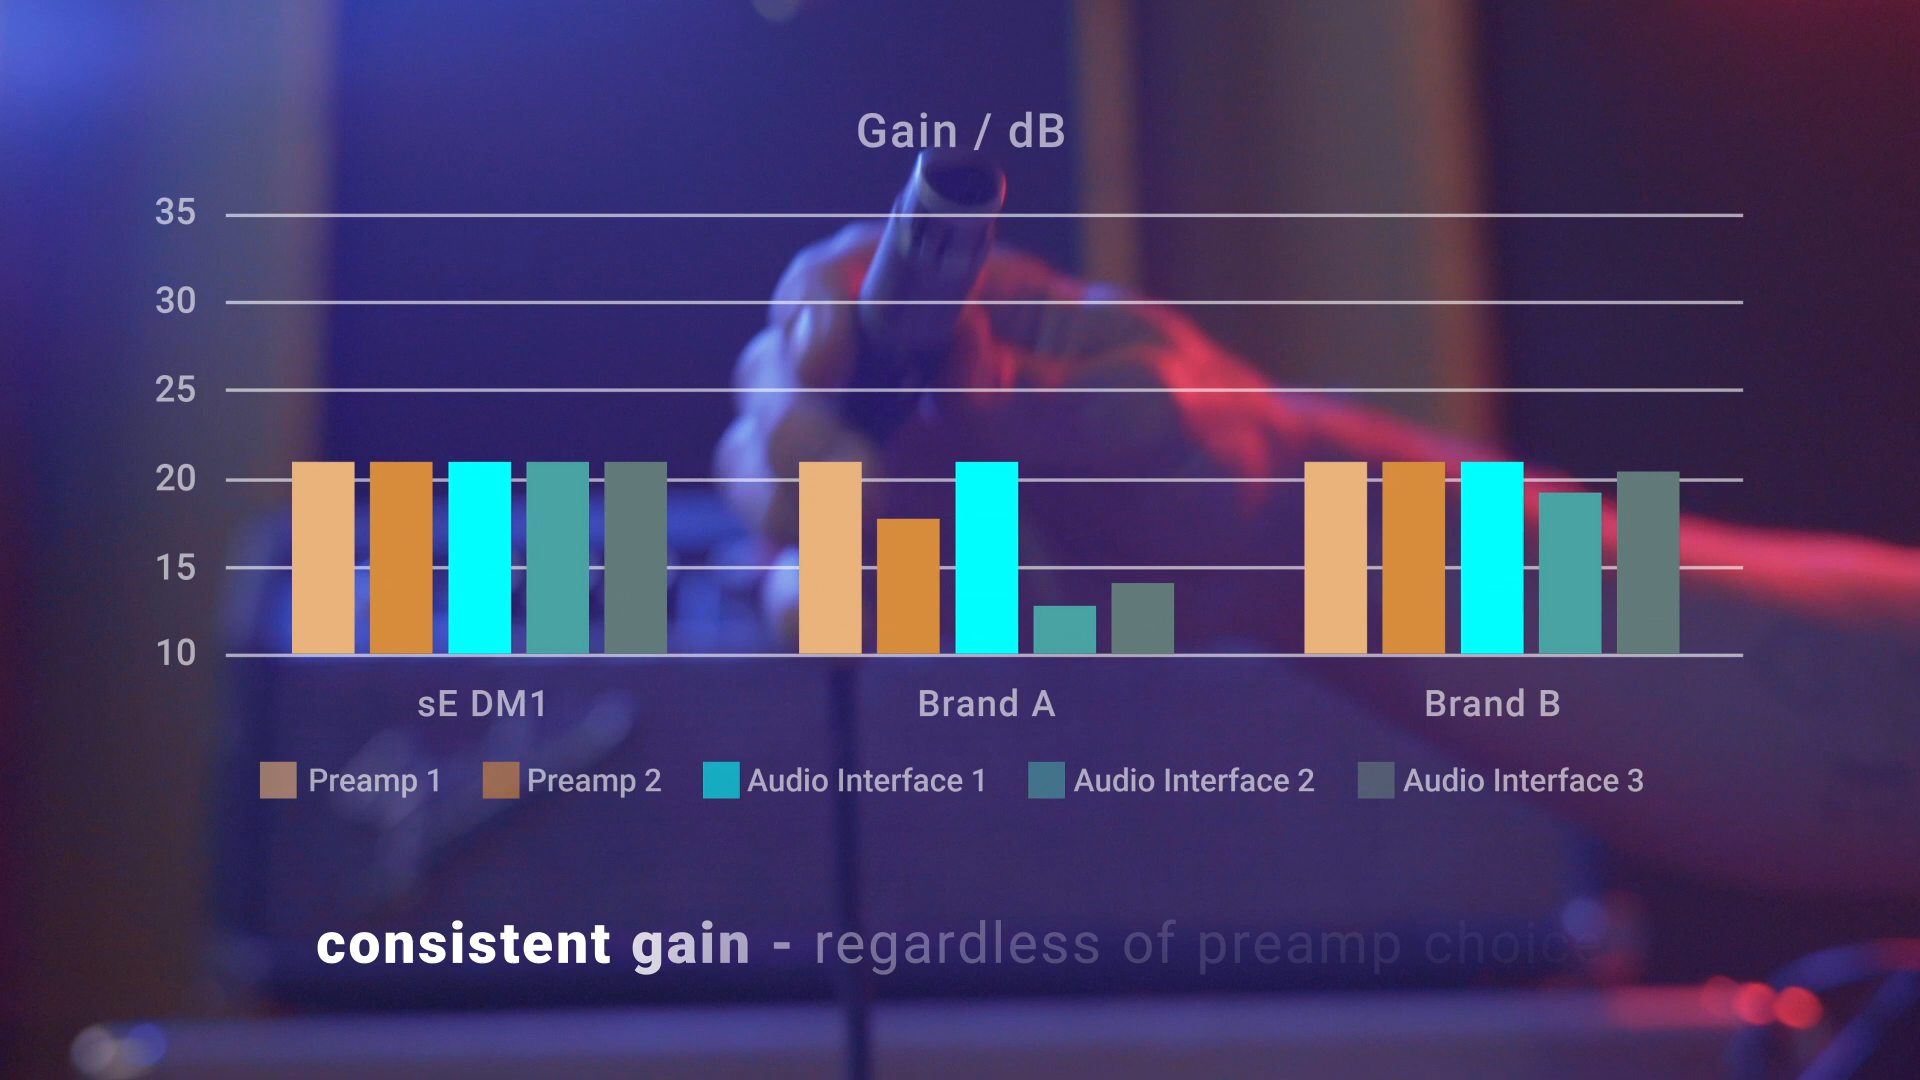 Gain / dB
35
30
25
20
15
10
sE DM1 Brand A Brand B
Preamp 1 Preamp 2 Audio Interface 1 Audio Interface 2 Audio Interface 3
consistent gain - regardless of preamp choice